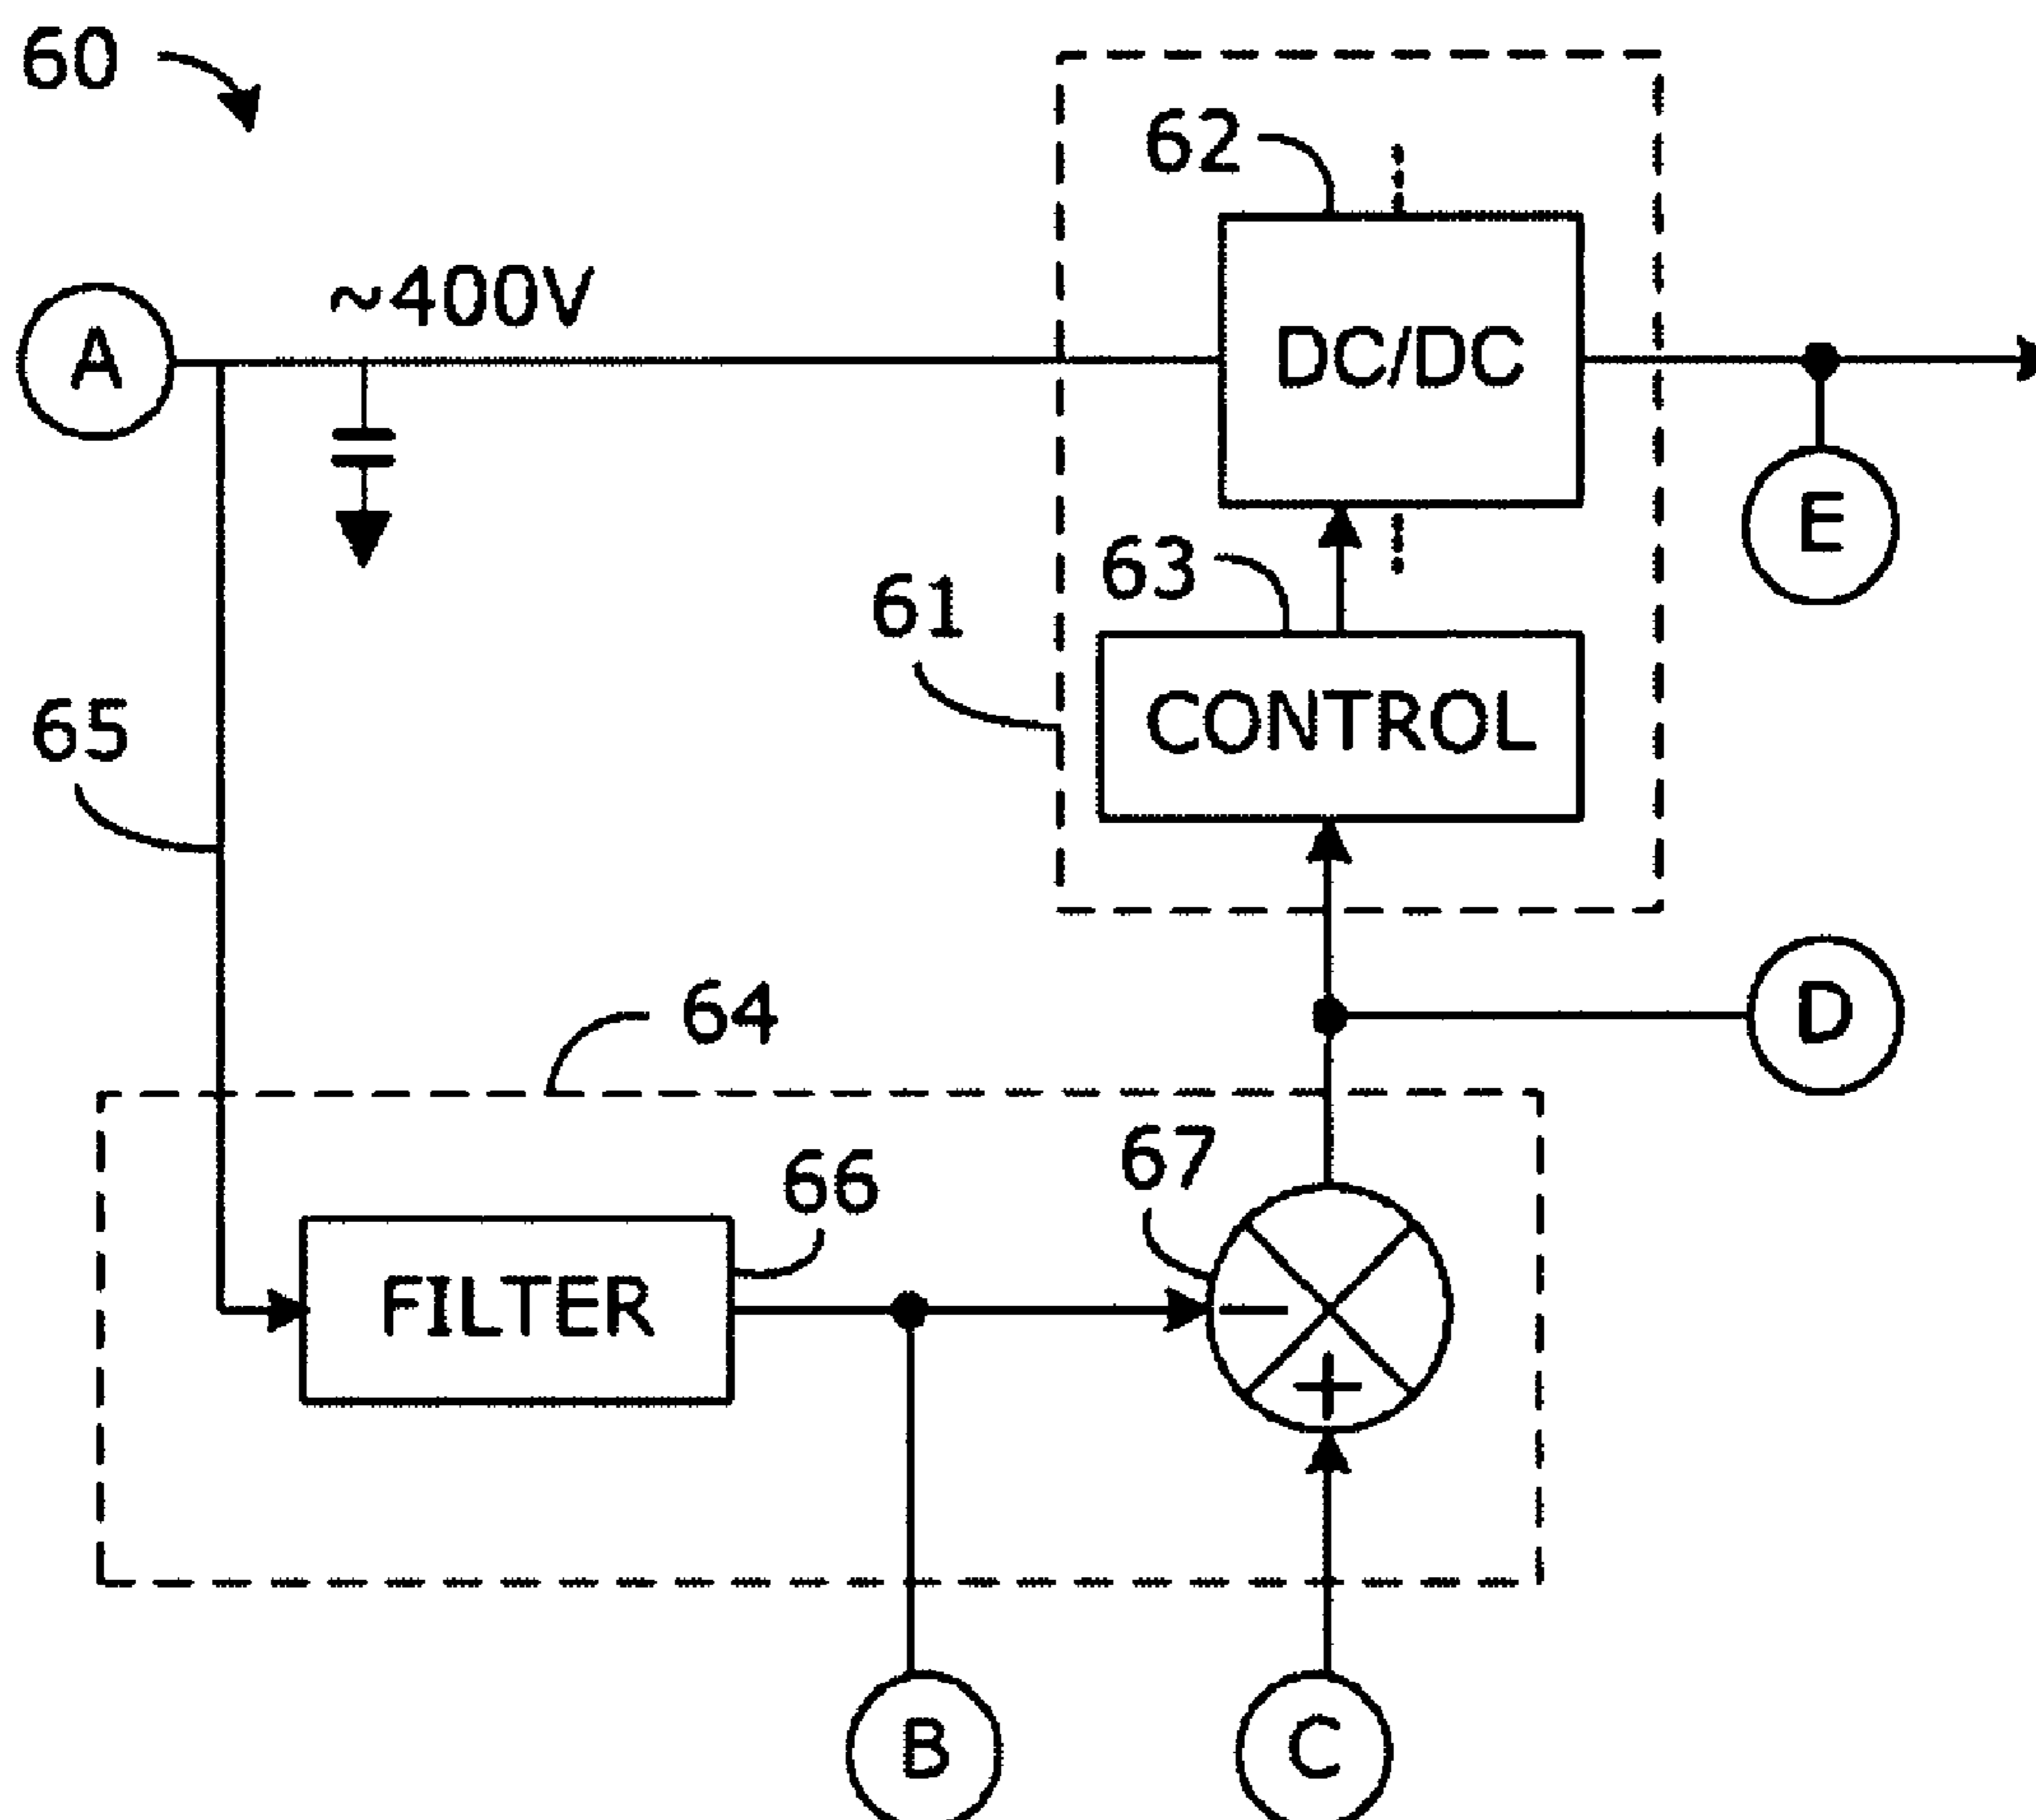 60
62
~400V
A
DC/DC
E
63
61
CONTROL
65
64
D
67
66
FILTER
−
+
B
C